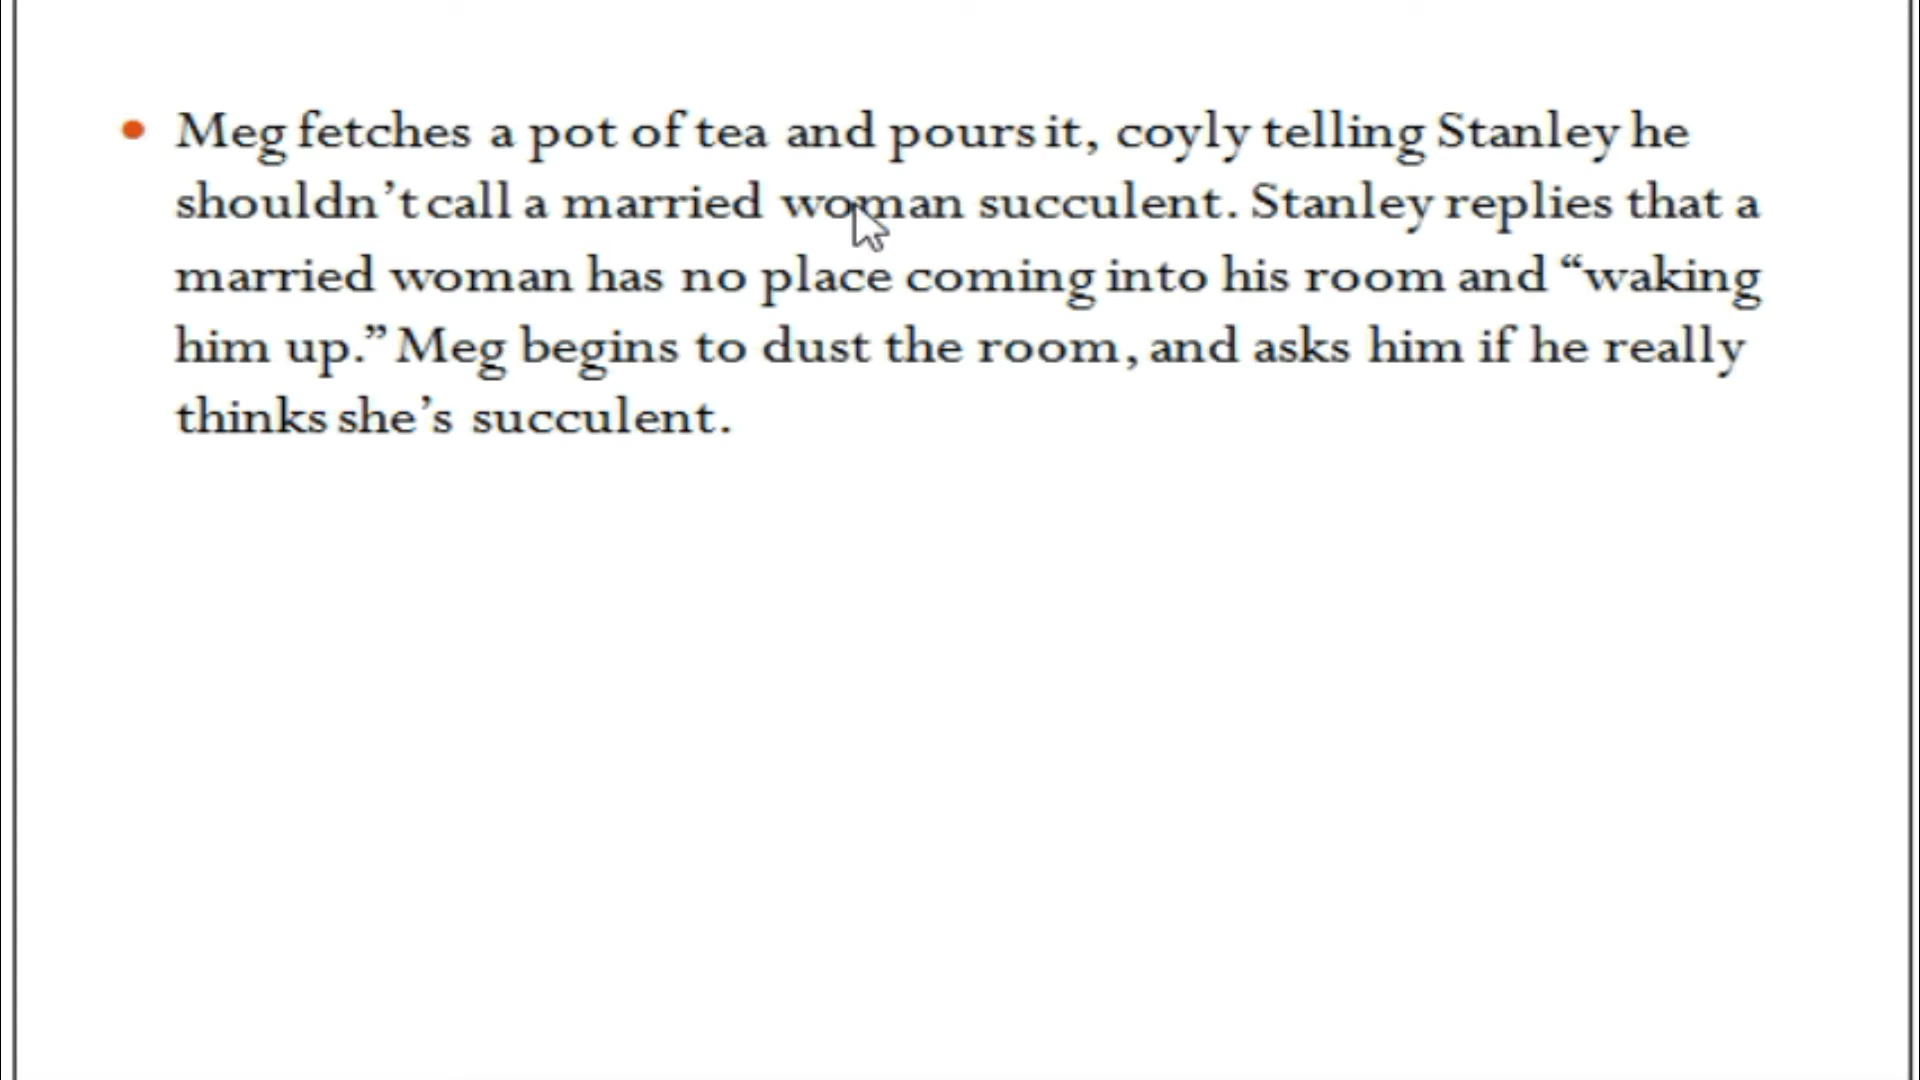 • Meg fetches a pot of tea and pours it, coyly telling Stanley he
shouldn’t call a married woman succulent. Stanley replies that a
married woman has no place coming into his room and “waking
him up.” Meg begins to dust the room, and asks him if he really
thinks she’s succulent.